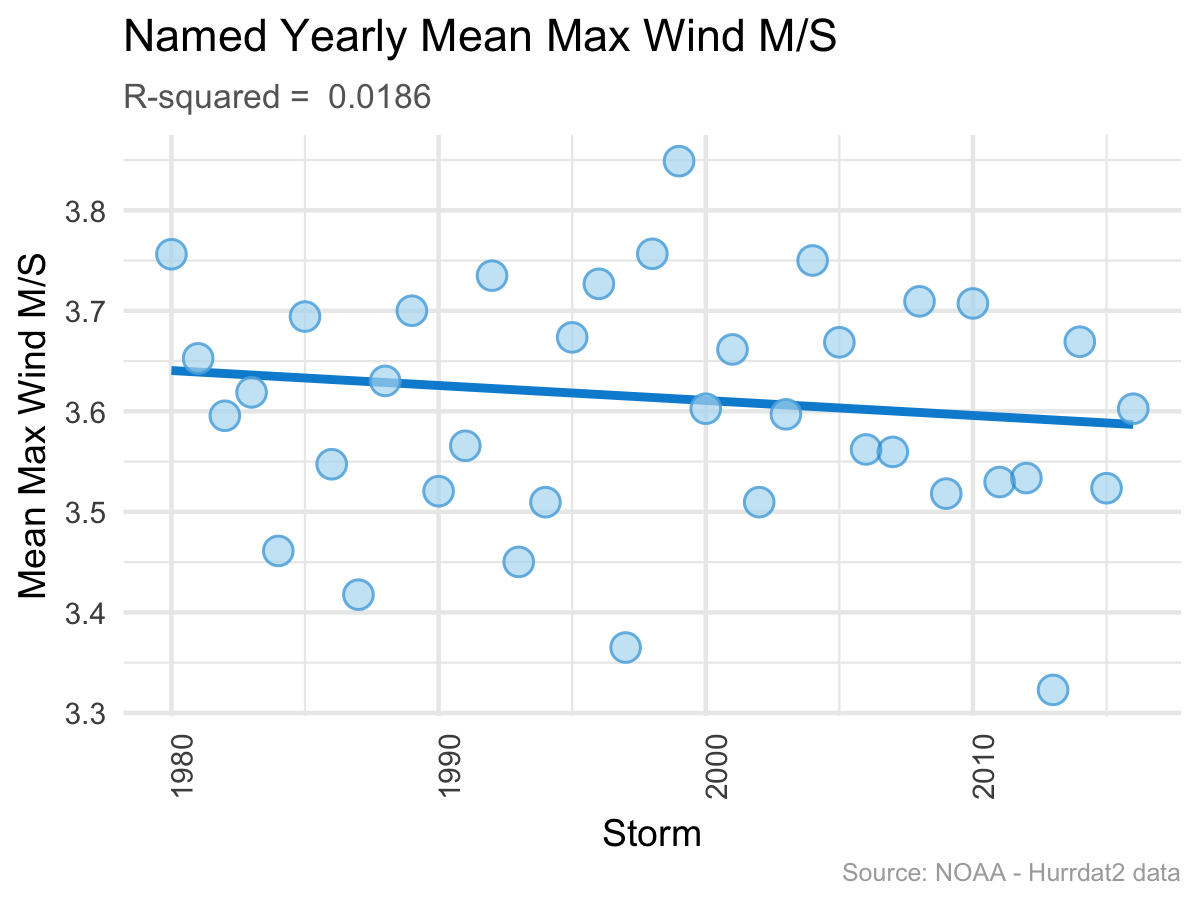 Named Yearly Mean Max Wind M/S
R-squared =  0.0186
Mean Max Wind M/S
3.8
3.7
3.6
3.5
3.4
3.3
1980
1990
2000
2010
Storm
Source: NOAA - Hurrdat2 data